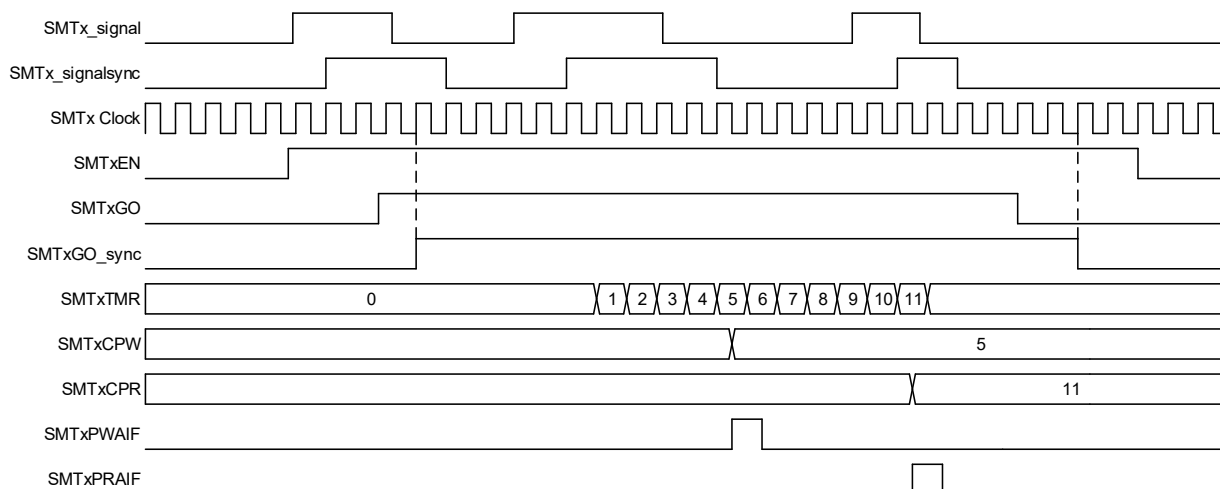 SMTx_signal
SMTx_signalsync
SMTx Clock
SMTxEN
SMTxGO
SMTxGO_sync
SMTxTMR 0 1 2 3 4 5 6 7 8 9 10 11
SMTxCPW 5
SMTxCPR 11
SMTxPWAIF
SMTxPRAIF